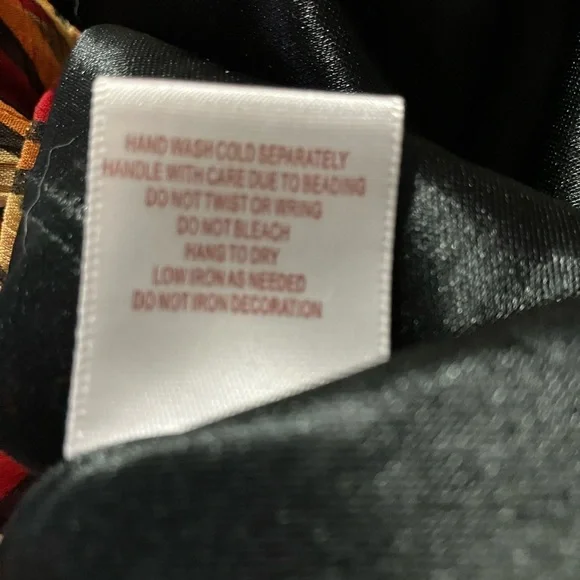 HAND WASH COLD SEPARATELY
HANDLE WITH CARE DUE TO BEADING
DO NOT TWIST OR WRING
DO NOT BLEACH
HANG TO DRY
LOW IRON AS NEEDED
DO NOT IRON DECORATION